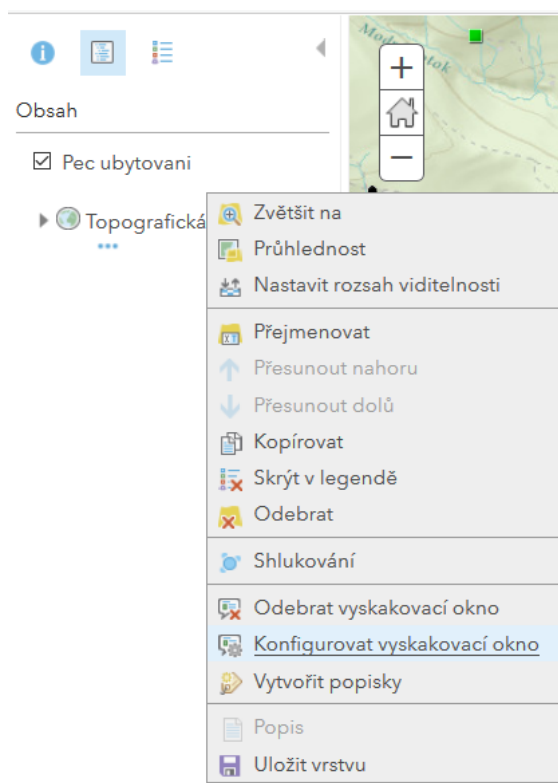 Obsah
Pec ubytovani
Topografická
Zvětšit na
Průhlednost
Nastavit rozsah viditelnosti
Přejmenovat
Přesunout nahoru
Přesunout dolů
Kopírovat
Skrýt v legendě
Odebrat
Shlukování
Odebrat vyskakovací okno
Konfigurovat vyskakovací okno
Vytvořit popisky
Popis
Uložit vrstvu